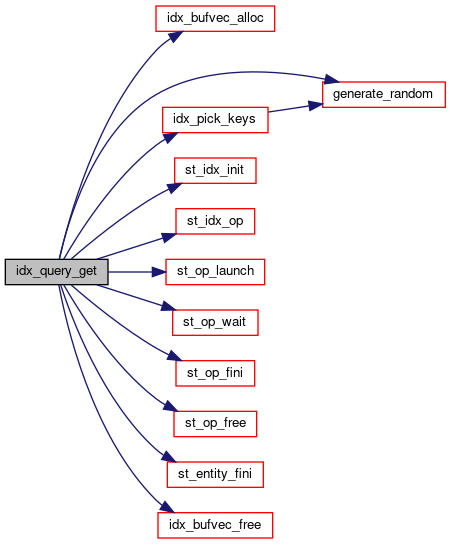 idx_bufvec_alloc
generate_random
idx_pick_keys
st_idx_init
st_idx_op
idx_query_get
st_op_launch
st_op_wait
st_op_fini
st_op_free
st_entity_fini
idx_bufvec_free